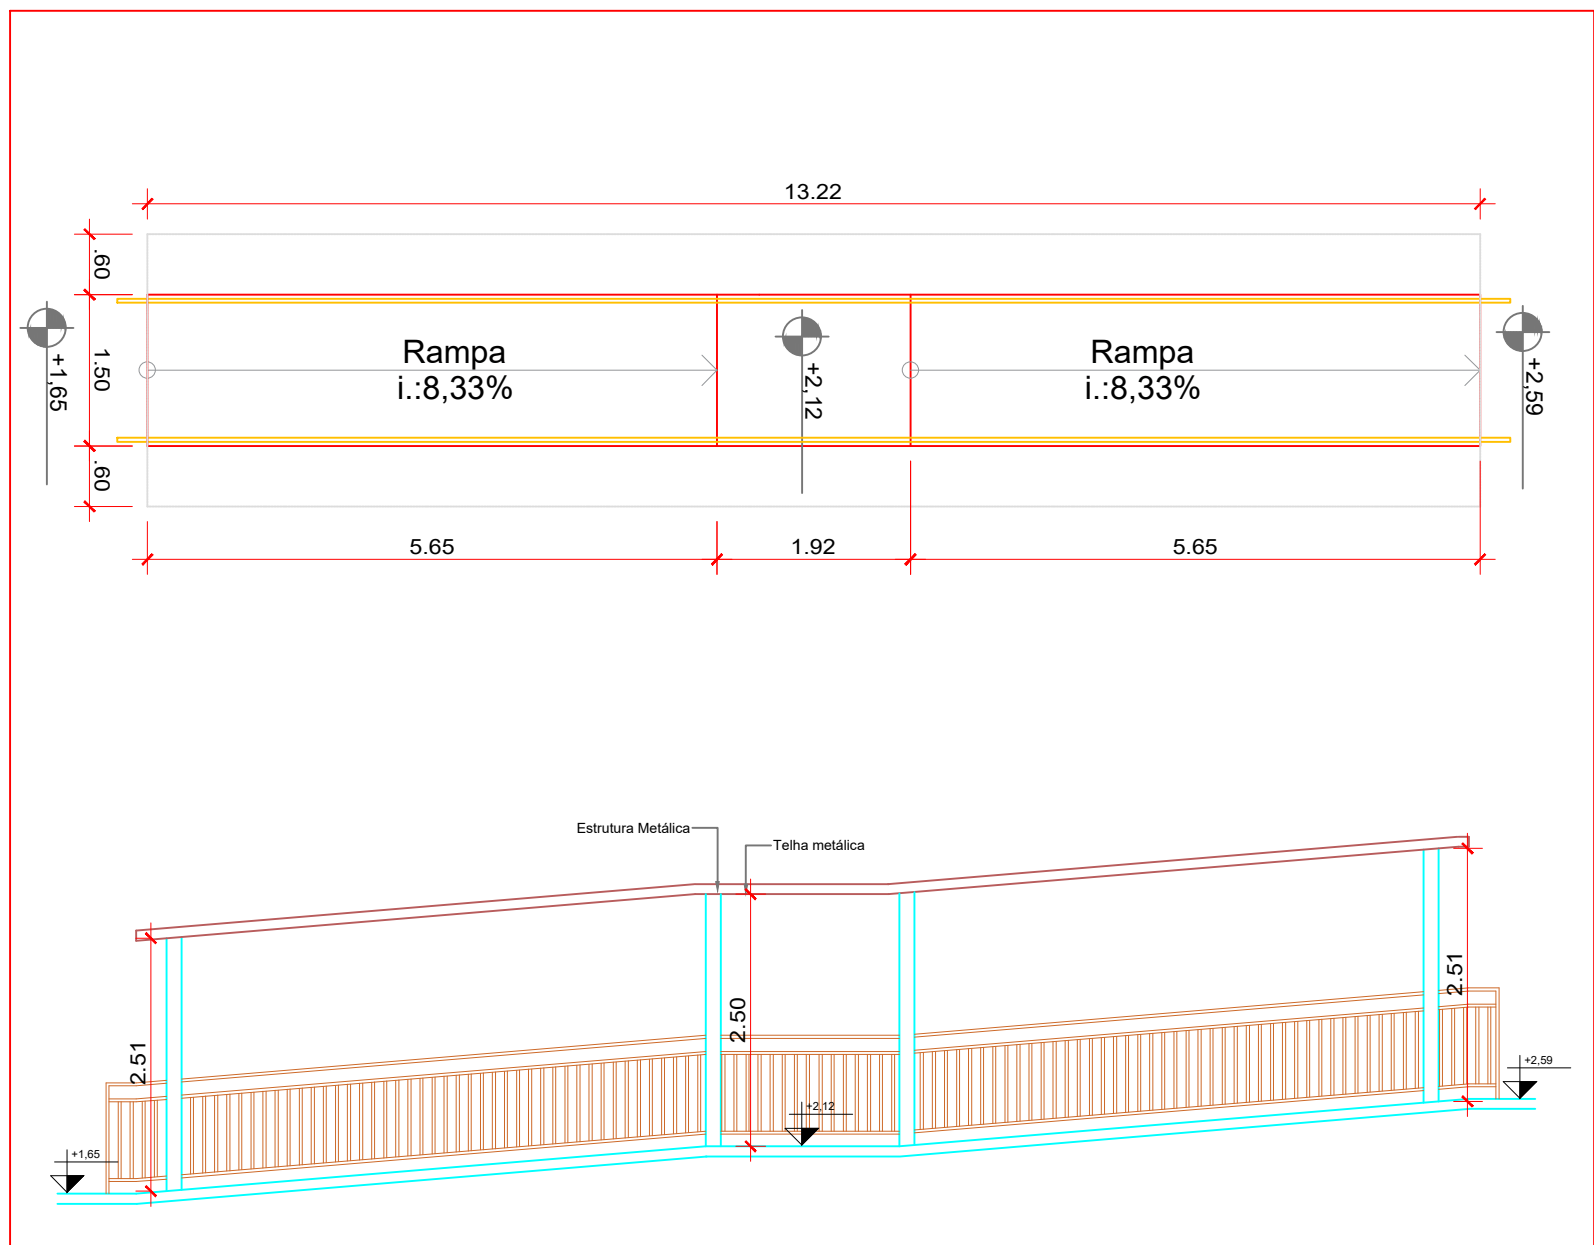 13.22
.60
1.50
.60
+1,65
Rampa
i.:8,33%
+2,12
Rampa
i.:8,33%
+2,59
5.65
1.92
5.65
Estrutura Metálica
Telha metálica
2.51
2.50
2.51
+1,65
+2,12
+2,59